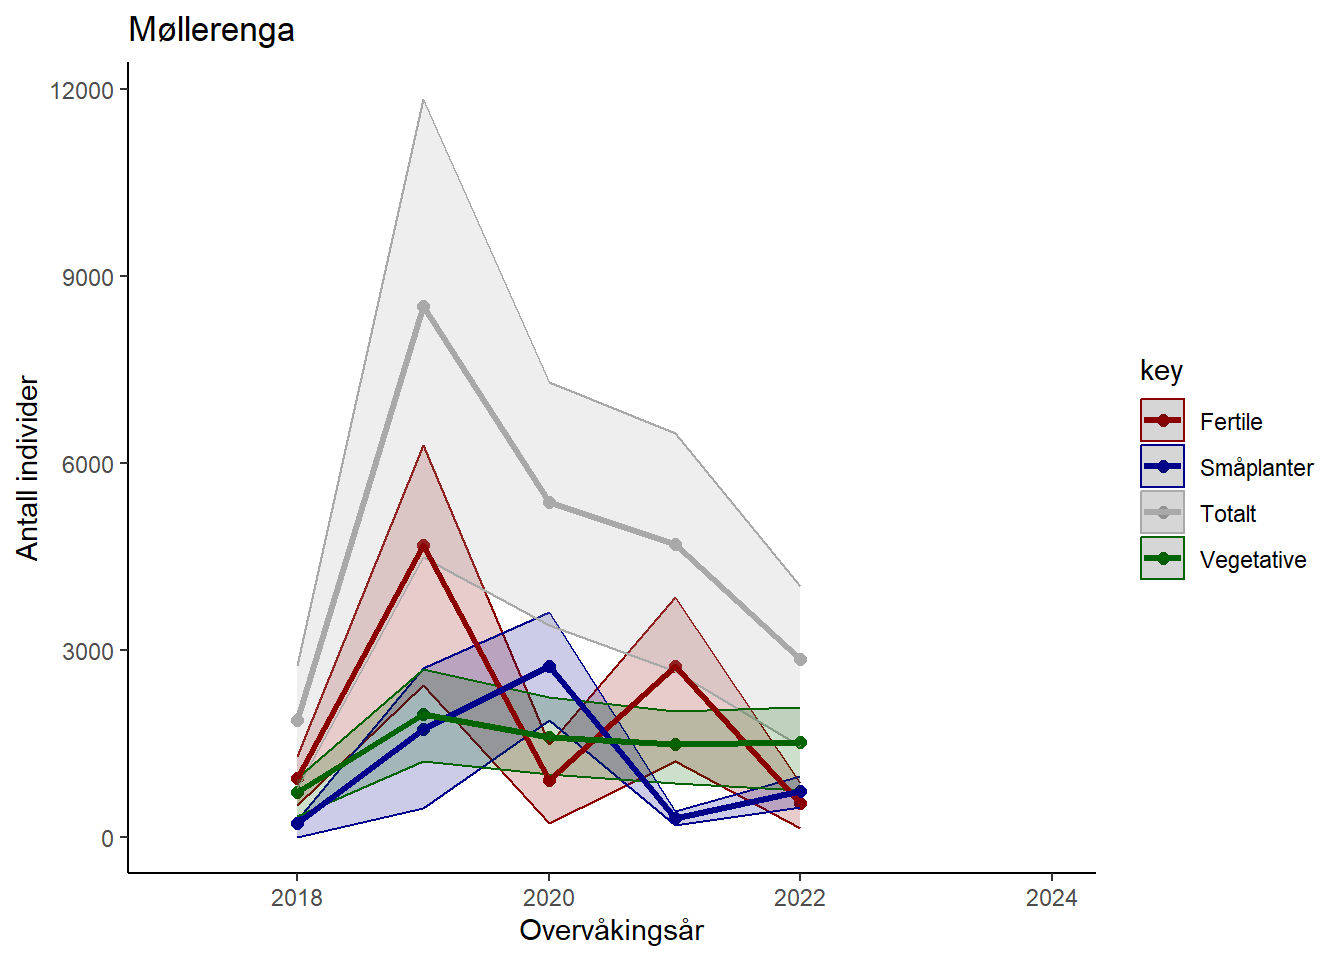 Møllerenga
12000
9000
6000
3000
0
Antall individer
2018
2020
2022
2024
Overvåkingsår
key
Fertile
Småplanter
Totalt
Vegetative